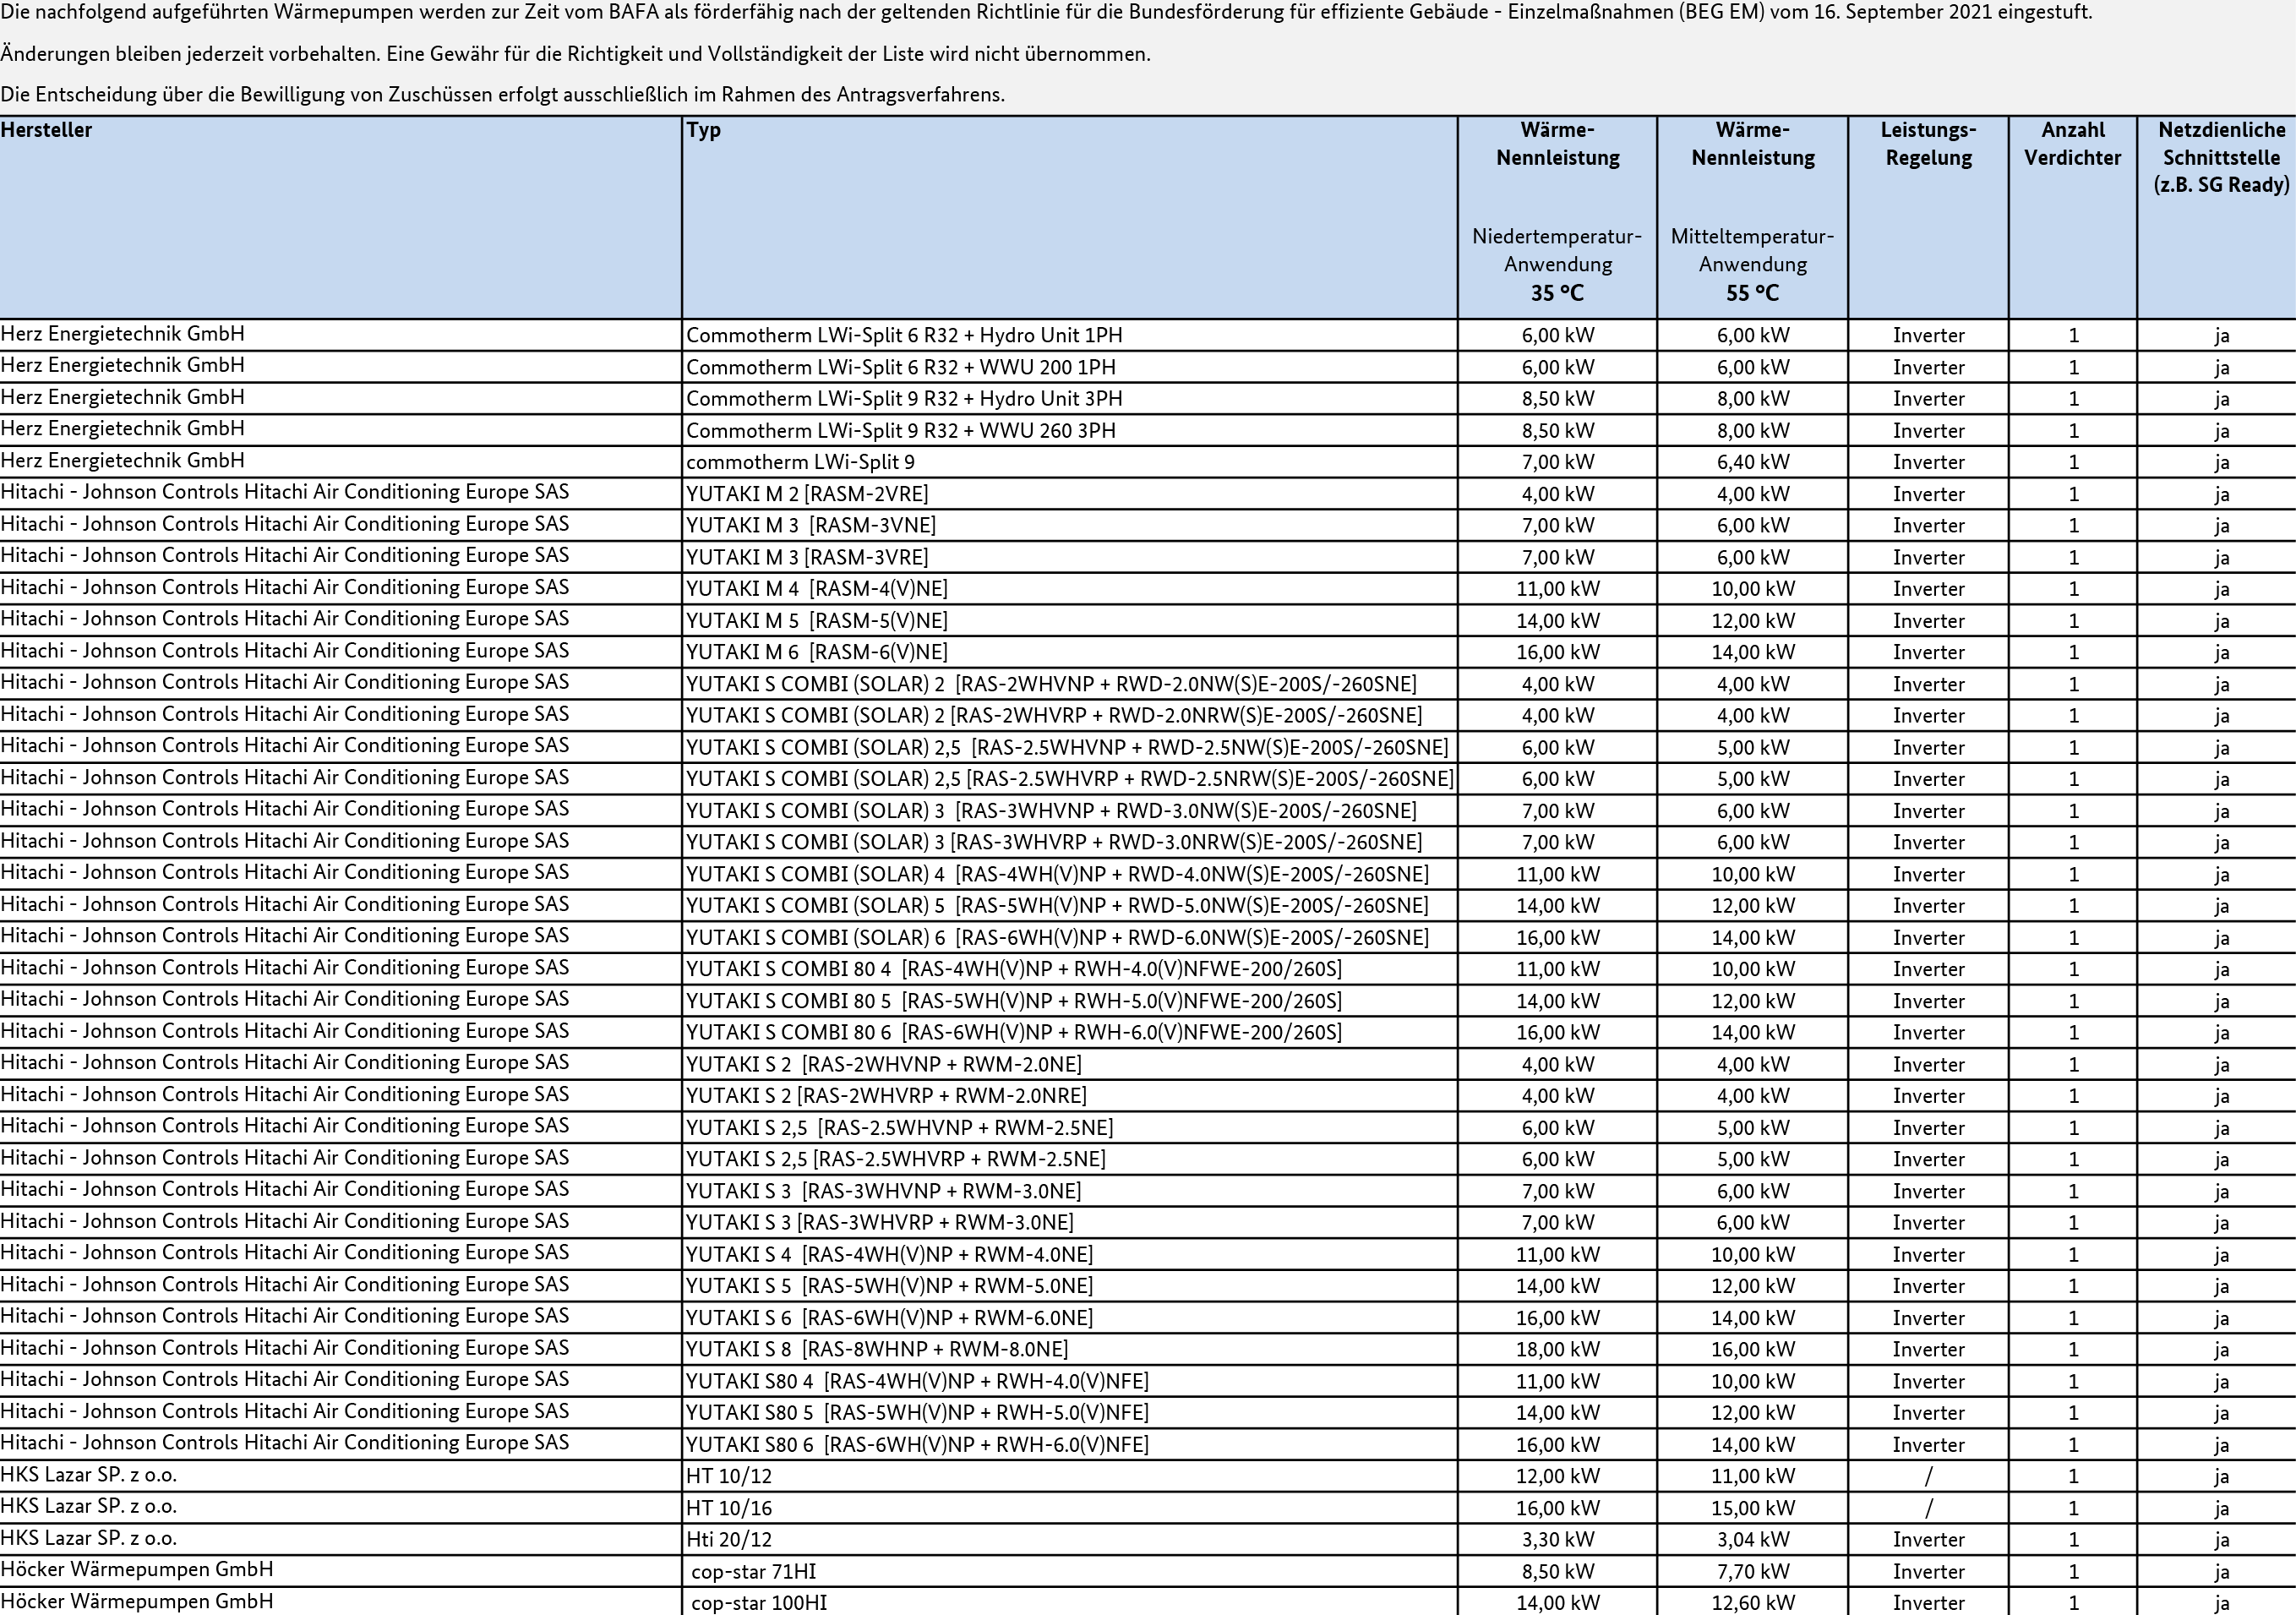 Die nachfolgend aufgeführten Wärmepumpen werden zur Zeit vom BAFA als förderfähig nach der geltenden Richtlinie für die Bundesförderung für effiziente Gebäude - Einzelmaßnahmen (BEG EM) vom 16. September 2021 eingestuft.
Änderungen bleiben jederzeit vorbehalten. Eine Gewähr für die Richtigkeit und Vollständigkeit der Liste wird nicht übernommen.
Die Entscheidung über die Bewilligung von Zuschüssen erfolgt ausschließlich im Rahmen des Antragsverfahrens.
Hersteller Typ Wärme- Wärme- Leistungs- Anzahl Netzdienliche
Nennleistung Nennleistung Regelung Verdichter Schnittstelle
(z.B. SG Ready)
Niedertemperatur- Mitteltemperatur-
Anwendung Anwendung
35 °C 55 °C
Herz Energietechnik GmbH Commotherm LWi-Split 6 R32 + Hydro Unit 1PH 6,00 kW 6,00 kW Inverter 1 ja
Herz Energietechnik GmbH Commotherm LWi-Split 6 R32 + WWU 200 1PH 6,00 kW 6,00 kW Inverter 1 ja
Herz Energietechnik GmbH Commotherm LWi-Split 9 R32 + Hydro Unit 3PH 8,50 kW 8,00 kW Inverter 1 ja
Herz Energietechnik GmbH Commotherm LWi-Split 9 R32 + WWU 260 3PH 8,50 kW 8,00 kW Inverter 1 ja
Herz Energietechnik GmbH commotherm LWi-Split 9 7,00 kW 6,40 kW Inverter 1 ja
Hitachi - Johnson Controls Hitachi Air Conditioning Europe SAS YUTAKI M 2 [RASM-2VRE] 4,00 kW 4,00 kW Inverter 1 ja
Hitachi - Johnson Controls Hitachi Air Conditioning Europe SAS YUTAKI M 3  [RASM-3VNE] 7,00 kW 6,00 kW Inverter 1 ja
Hitachi - Johnson Controls Hitachi Air Conditioning Europe SAS YUTAKI M 3 [RASM-3VRE] 7,00 kW 6,00 kW Inverter 1 ja
Hitachi - Johnson Controls Hitachi Air Conditioning Europe SAS YUTAKI M 4  [RASM-4(V)NE] 11,00 kW 10,00 kW Inverter 1 ja
Hitachi - Johnson Controls Hitachi Air Conditioning Europe SAS YUTAKI M 5  [RASM-5(V)NE] 14,00 kW 12,00 kW Inverter 1 ja
Hitachi - Johnson Controls Hitachi Air Conditioning Europe SAS YUTAKI M 6  [RASM-6(V)NE] 16,00 kW 14,00 kW Inverter 1 ja
Hitachi - Johnson Controls Hitachi Air Conditioning Europe SAS YUTAKI S COMBI (SOLAR) 2  [RAS-2WHVNP + RWD-2.0NW(S)E-200S/-260SNE] 4,00 kW 4,00 kW Inverter 1 ja
Hitachi - Johnson Controls Hitachi Air Conditioning Europe SAS YUTAKI S COMBI (SOLAR) 2 [RAS-2WHVRP + RWD-2.0NRW(S)E-200S/-260SNE] 4,00 kW 4,00 kW Inverter 1 ja
Hitachi - Johnson Controls Hitachi Air Conditioning Europe SAS YUTAKI S COMBI (SOLAR) 2,5  [RAS-2.5WHVNP + RWD-2.5NW(S)E-200S/-260SNE] 6,00 kW 5,00 kW Inverter 1 ja
Hitachi - Johnson Controls Hitachi Air Conditioning Europe SAS YUTAKI S COMBI (SOLAR) 2,5 [RAS-2.5WHVRP + RWD-2.5NRW(S)E-200S/-260SNE] 6,00 kW 5,00 kW Inverter 1 ja
Hitachi - Johnson Controls Hitachi Air Conditioning Europe SAS YUTAKI S COMBI (SOLAR) 3  [RAS-3WHVNP + RWD-3.0NW(S)E-200S/-260SNE] 7,00 kW 6,00 kW Inverter 1 ja
Hitachi - Johnson Controls Hitachi Air Conditioning Europe SAS YUTAKI S COMBI (SOLAR) 3 [RAS-3WHVRP + RWD-3.0NRW(S)E-200S/-260SNE] 7,00 kW 6,00 kW Inverter 1 ja
Hitachi - Johnson Controls Hitachi Air Conditioning Europe SAS YUTAKI S COMBI (SOLAR) 4  [RAS-4WH(V)NP + RWD-4.0NW(S)E-200S/-260SNE] 11,00 kW 10,00 kW Inverter 1 ja
Hitachi - Johnson Controls Hitachi Air Conditioning Europe SAS YUTAKI S COMBI (SOLAR) 5  [RAS-5WH(V)NP + RWD-5.0NW(S)E-200S/-260SNE] 14,00 kW 12,00 kW Inverter 1 ja
Hitachi - Johnson Controls Hitachi Air Conditioning Europe SAS YUTAKI S COMBI (SOLAR) 6  [RAS-6WH(V)NP + RWD-6.0NW(S)E-200S/-260SNE] 16,00 kW 14,00 kW Inverter 1 ja
Hitachi - Johnson Controls Hitachi Air Conditioning Europe SAS YUTAKI S COMBI 80 4  [RAS-4WH(V)NP + RWH-4.0(V)NFWE-200/260S] 11,00 kW 10,00 kW Inverter 1 ja
Hitachi - Johnson Controls Hitachi Air Conditioning Europe SAS YUTAKI S COMBI 80 5  [RAS-5WH(V)NP + RWH-5.0(V)NFWE-200/260S] 14,00 kW 12,00 kW Inverter 1 ja
Hitachi - Johnson Controls Hitachi Air Conditioning Europe SAS YUTAKI S COMBI 80 6  [RAS-6WH(V)NP + RWH-6.0(V)NFWE-200/260S] 16,00 kW 14,00 kW Inverter 1 ja
Hitachi - Johnson Controls Hitachi Air Conditioning Europe SAS YUTAKI S 2  [RAS-2WHVNP + RWM-2.0NE] 4,00 kW 4,00 kW Inverter 1 ja
Hitachi - Johnson Controls Hitachi Air Conditioning Europe SAS YUTAKI S 2 [RAS-2WHVRP + RWM-2.0NRE] 4,00 kW 4,00 kW Inverter 1 ja
Hitachi - Johnson Controls Hitachi Air Conditioning Europe SAS YUTAKI S 2,5  [RAS-2.5WHVNP + RWM-2.5NE] 6,00 kW 5,00 kW Inverter 1 ja
Hitachi - Johnson Controls Hitachi Air Conditioning Europe SAS YUTAKI S 2,5 [RAS-2.5WHVRP + RWM-2.5NE] 6,00 kW 5,00 kW Inverter 1 ja
Hitachi - Johnson Controls Hitachi Air Conditioning Europe SAS YUTAKI S 3  [RAS-3WHVNP + RWM-3.0NE] 7,00 kW 6,00 kW Inverter 1 ja
Hitachi - Johnson Controls Hitachi Air Conditioning Europe SAS YUTAKI S 3 [RAS-3WHVRP + RWM-3.0NE] 7,00 kW 6,00 kW Inverter 1 ja
Hitachi - Johnson Controls Hitachi Air Conditioning Europe SAS YUTAKI S 4  [RAS-4WH(V)NP + RWM-4.0NE] 11,00 kW 10,00 kW Inverter 1 ja
Hitachi - Johnson Controls Hitachi Air Conditioning Europe SAS YUTAKI S 5  [RAS-5WH(V)NP + RWM-5.0NE] 14,00 kW 12,00 kW Inverter 1 ja
Hitachi - Johnson Controls Hitachi Air Conditioning Europe SAS YUTAKI S 6  [RAS-6WH(V)NP + RWM-6.0NE] 16,00 kW 14,00 kW Inverter 1 ja
Hitachi - Johnson Controls Hitachi Air Conditioning Europe SAS YUTAKI S 8  [RAS-8WHNP + RWM-8.0NE] 18,00 kW 16,00 kW Inverter 1 ja
Hitachi - Johnson Controls Hitachi Air Conditioning Europe SAS YUTAKI S80 4  [RAS-4WH(V)NP + RWH-4.0(V)NFE] 11,00 kW 10,00 kW Inverter 1 ja
Hitachi - Johnson Controls Hitachi Air Conditioning Europe SAS YUTAKI S80 5  [RAS-5WH(V)NP + RWH-5.0(V)NFE] 14,00 kW 12,00 kW Inverter 1 ja
Hitachi - Johnson Controls Hitachi Air Conditioning Europe SAS YUTAKI S80 6  [RAS-6WH(V)NP + RWH-6.0(V)NFE] 16,00 kW 14,00 kW Inverter 1 ja
HKS Lazar SP. z o.o. HT 10/12 12,00 kW 11,00 kW / 1 ja
HKS Lazar SP. z o.o. HT 10/16 16,00 kW 15,00 kW / 1 ja
HKS Lazar SP. z o.o. Hti 20/12 3,30 kW 3,04 kW Inverter 1 ja
Höcker Wärmepumpen GmbH cop-star 71HI 8,50 kW 7,70 kW Inverter 1 ja
Höcker Wärmepumpen GmbH cop-star 100HI 14,00 kW 12,60 kW Inverter 1 ja